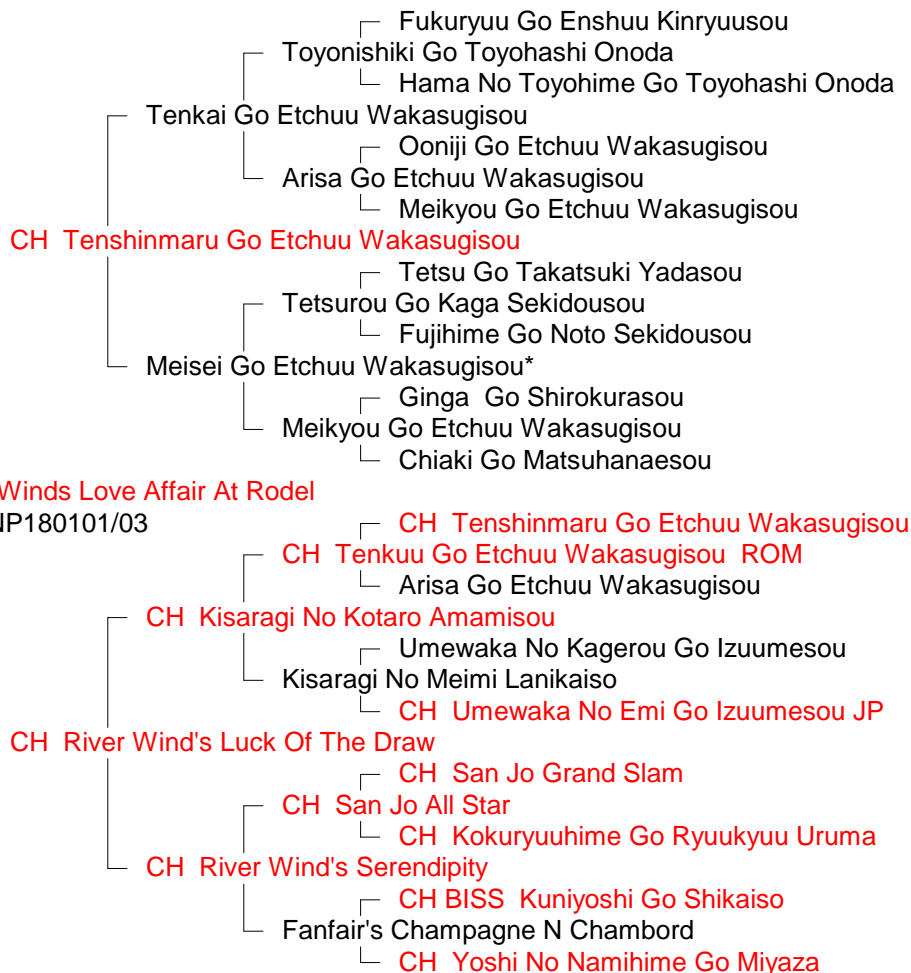 Fukuryuu Go Enshuu Kinryuusou
Toyonishiki Go Toyohashi Onoda
Hama No Toyohime Go Toyohashi Onoda
Tenkai Go Etchuu Wakasugisou
Ooniji Go Etchuu Wakasugisou
Arisa Go Etchuu Wakasugisou
Meikyou Go Etchuu Wakasugisou
CH Tenshinmaru Go Etchuu Wakasugisou
Tetsu Go Takatsuki Yadasou
Tetsurou Go Kaga Sekidousou
Fujihime Go Noto Sekidousou
Meisei Go Etchuu Wakasugisou*
Ginga Go Shirokurasou
Meikyou Go Etchuu Wakasugisou
Chiaki Go Matsuhanaesou
Winds Love Affair At Rodel
NP180101/03
CH Tenshinmaru Go Etchuu Wakasugisou
CH Tenkuu Go Etchuu Wakasugisou ROM
Arisa Go Etchuu Wakasugisou
CH Kisaragi No Kotaro Amamisou
Umewaka No Kagerou Go Izuumesou
Kisaragi No Meimi Lanikaiso
CH Umewaka No Emi Go Izuumesou JP
CH River Wind's Luck Of The Draw
CH San Jo Grand Slam
CH San Jo All Star
CH Kokuryuuhime Go Ryuukyuu Uruma
CH River Wind's Serendipity
CH BISS Kuniyoshi Go Shikaiso
Fanfair's Champagne N Chambord
CH Yoshi No Namihime Go Miyaza